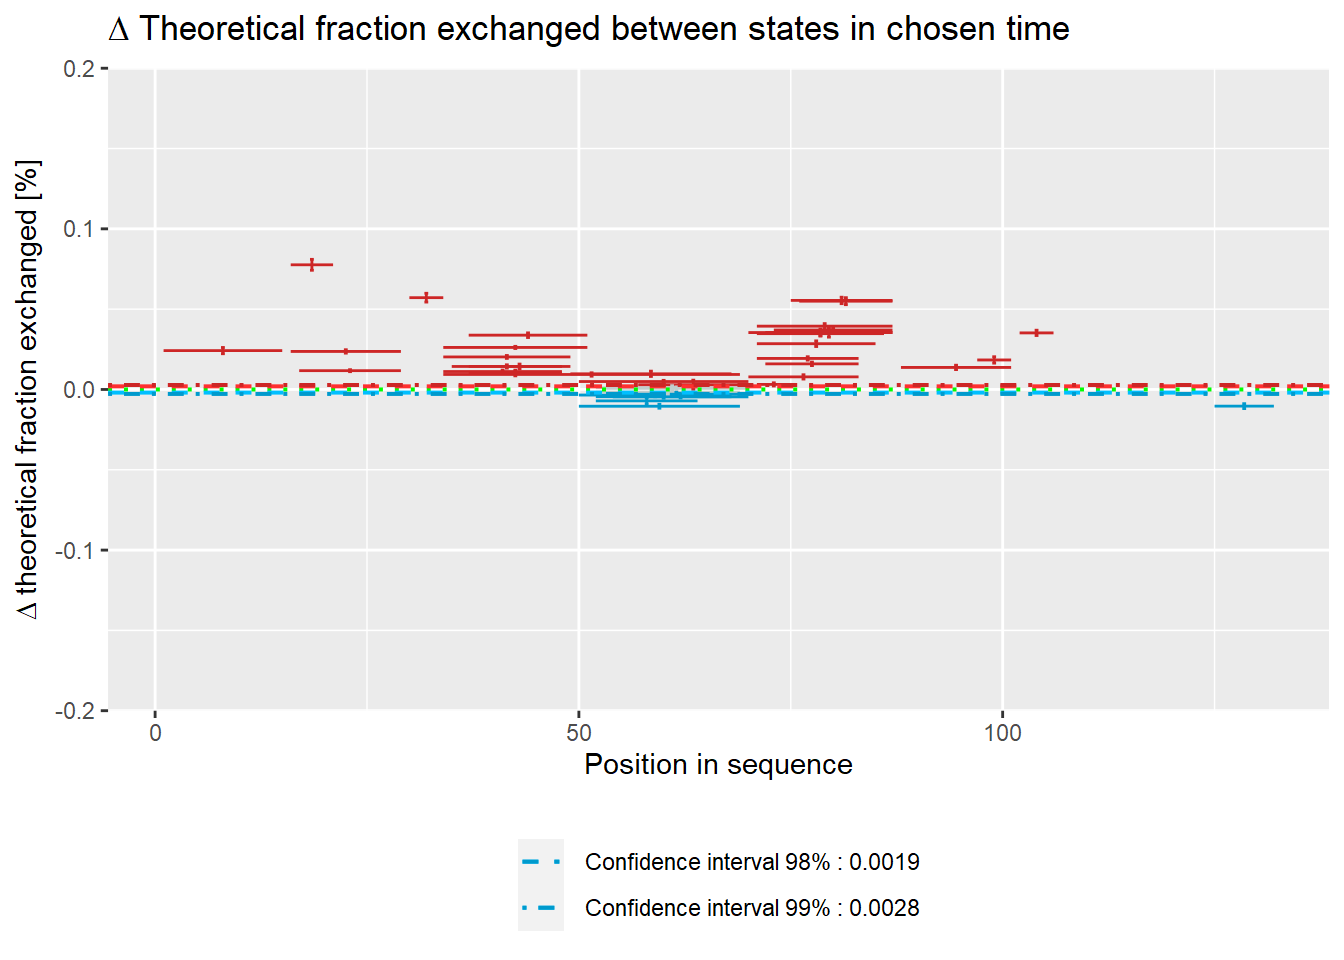 Δ Theoretical fraction exchanged between states in chosen time
Δ theoretical fraction exchanged [%]
0.2
0.1
0.0
-0.1
-0.2
0
50
100
Position in sequence
Confidence interval 98% : 0.0019
Confidence interval 99% : 0.0028